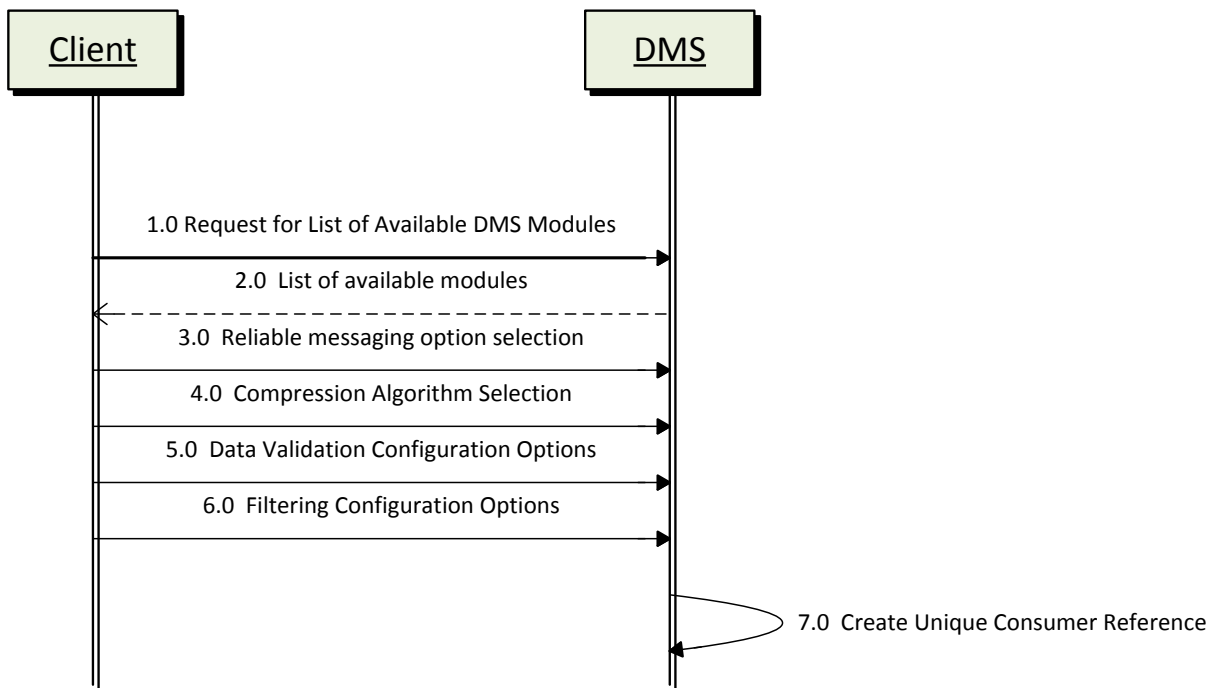 Client
DMS
1.0 Request for List of Available DMS Modules
2.0 List of available modules
3.0 Reliable messaging option selection
4.0 Compression Algorithm Selection
5.0 Data Validation Configuration Options
6.0 Filtering Configuration Options
7.0 Create Unique Consumer Reference